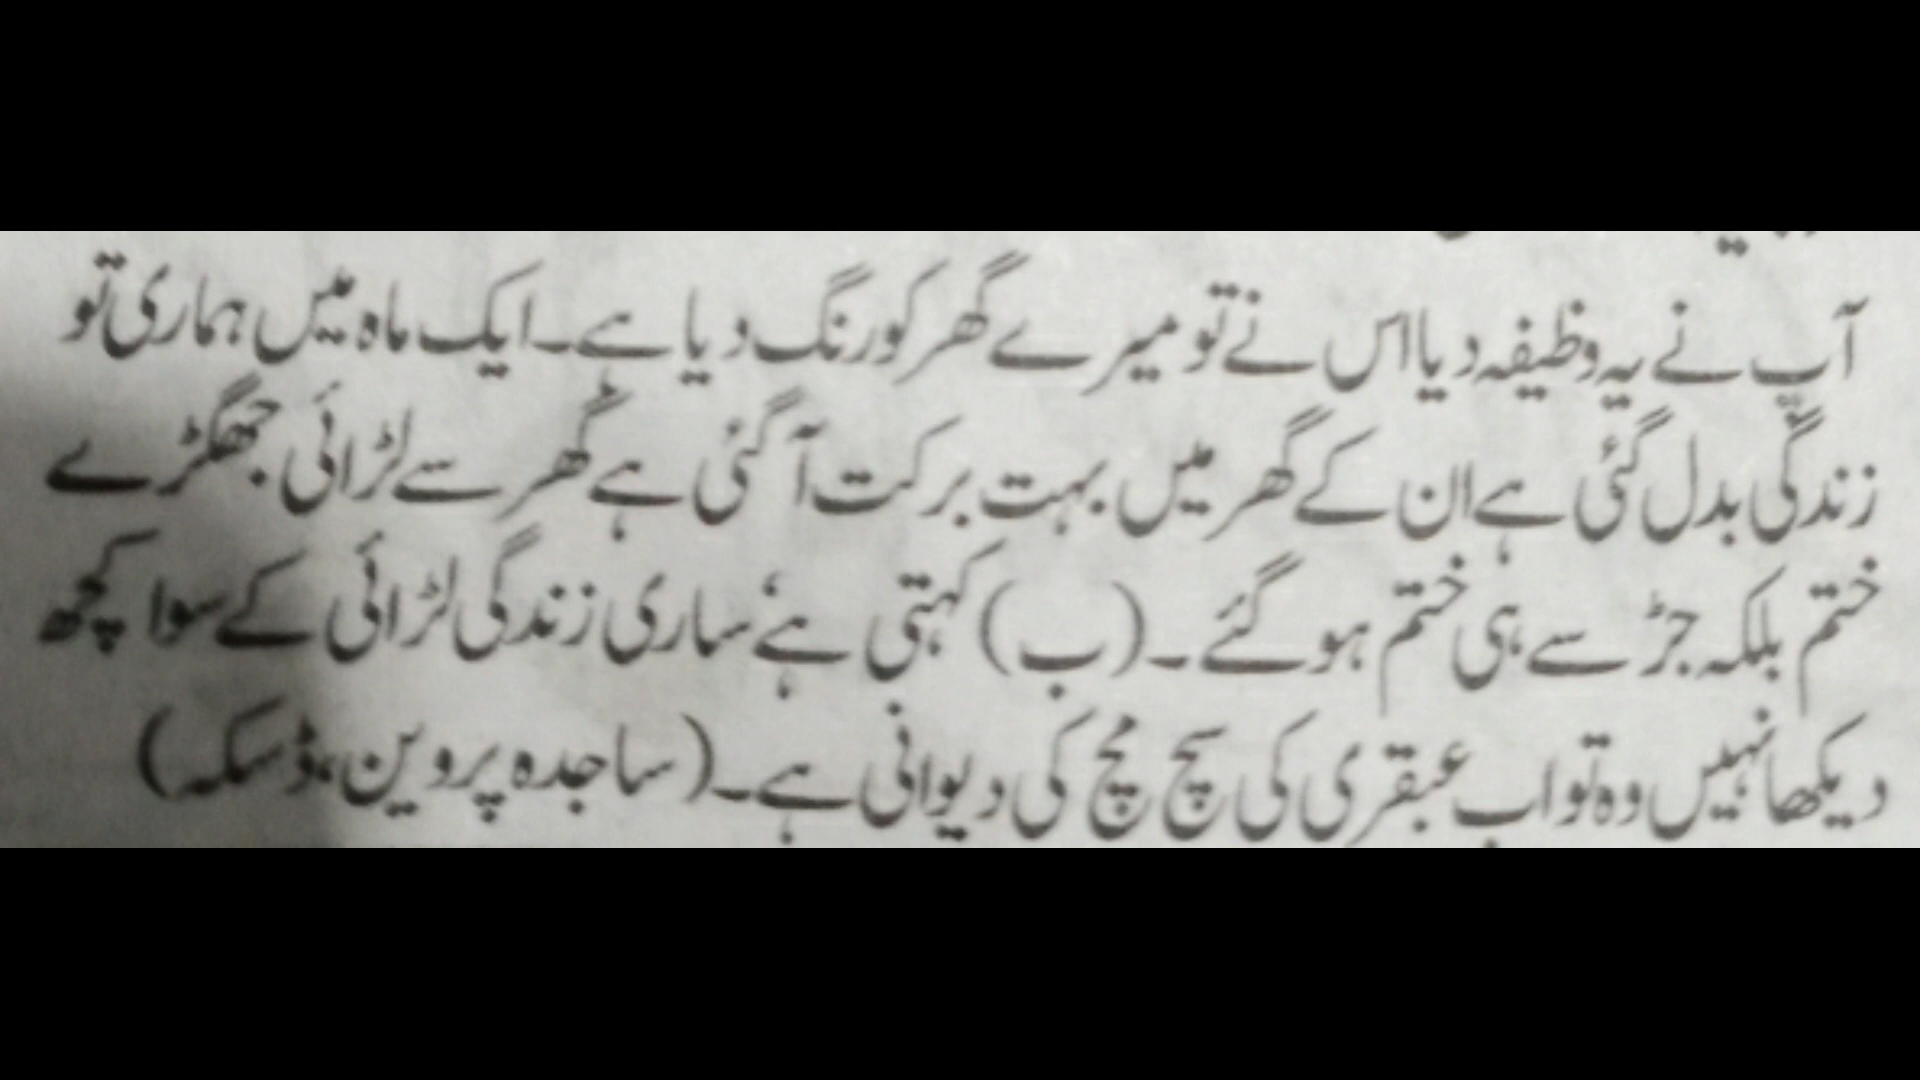 آپ نے یہ وظیفہ دیا اس نے تو میرے گھر کو رنگ دیا ہے۔ ایک ماہ میں ہماری تو
زندگی بدل گئی ہے ان کے گھر میں بہت برکت آ گئی ہے گھر سے لڑائی جھگڑے
ختم بلکہ جڑ سے ہی ختم ہو گئے۔ (ب) کہتی ہے‘ ساری زندگی لڑائی کے سوا کچھ
دیکھا نہیں وہ تو اب عبقری کی سچ مچ کی دیوانی ہے۔ (ساجدہ پروین، ڈسکہ)